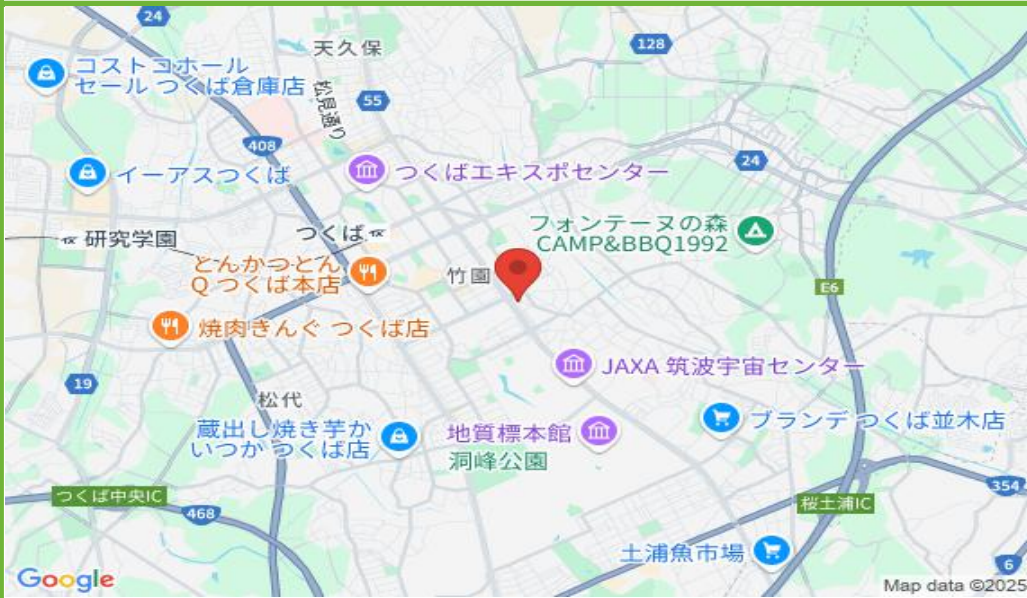 24
天久保
128
コストコホール
セール つくば倉庫店
松見通り
55
408
24
イーアスつくば
つくばエキスポセンター
フォンテーヌの森
CAMP&BBQ1992
研究学園
つくば
とんかつとん
Q つくば本店
竹園
E6
焼肉きんぐ つくば店
JAXA 筑波宇宙センター
19
松代
蔵出し焼き芋か
いつか つくば店
地質標本館
洞峰公園
ブランデ つくば並木店
つくば中央IC
468
桜土浦IC
354
土浦魚市場
6
Google
Map data ©2025